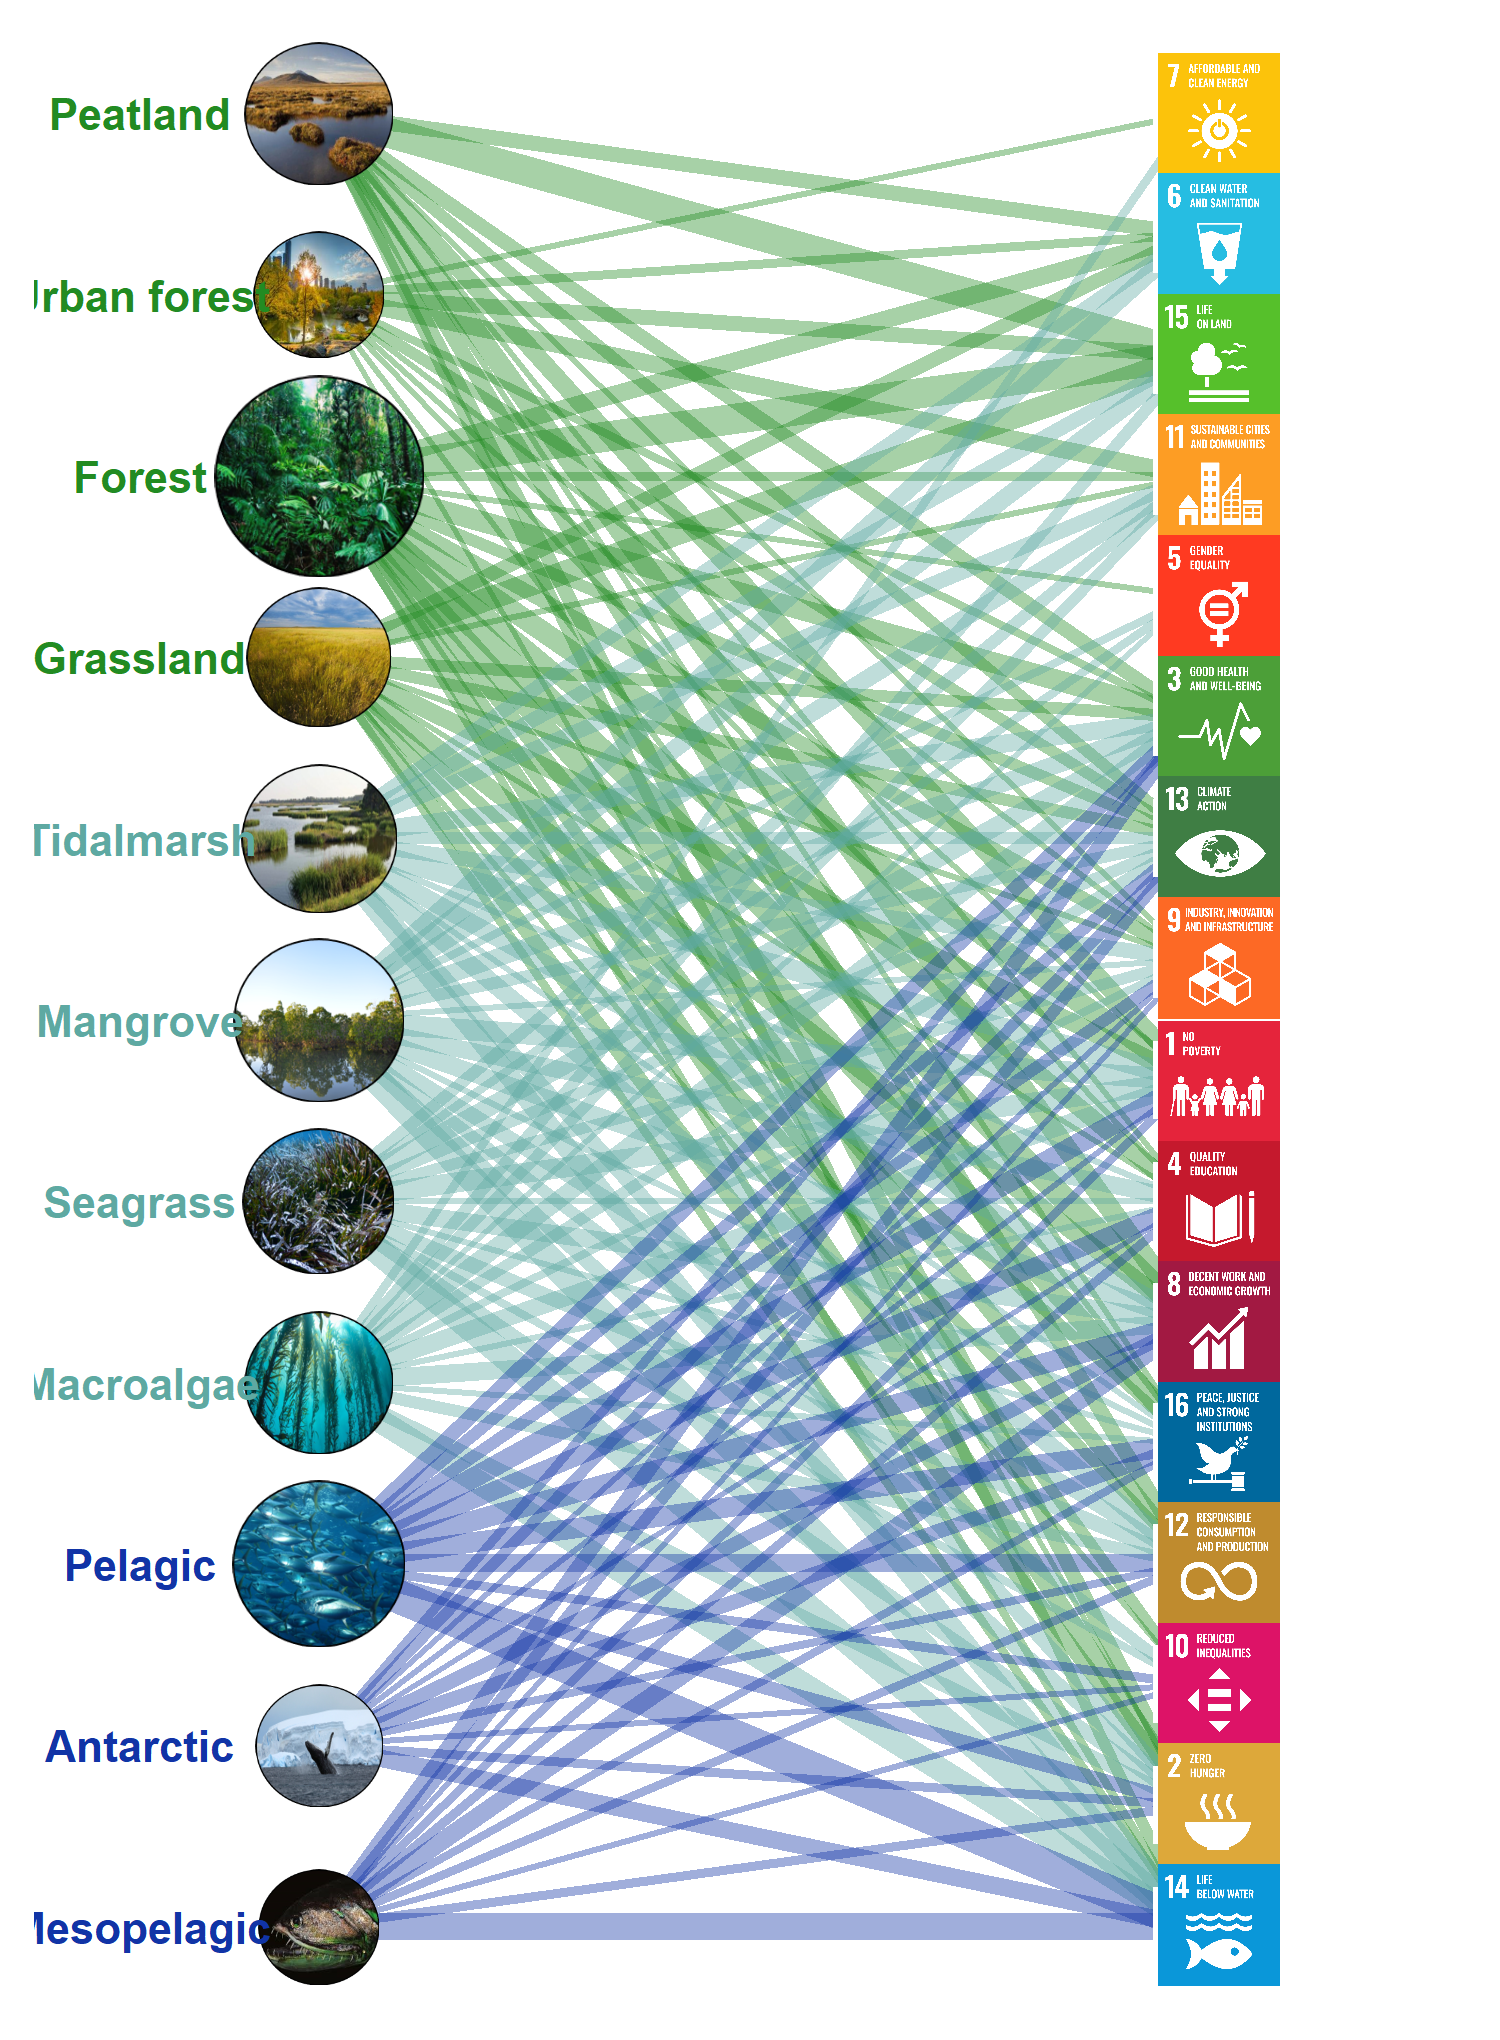 Peatland
Urban forest
Forest
Grassland
Tidalmarsh
Mangrove
Seagrass
Macroalgae
Pelagic
Antarctic
Mesopelagic
7 AFFORDABLE AND
CLEAN ENERGY
6 CLEAN WATER
AND SANITATION
15 LIFE
ON LAND
11 SUSTAINABLE CITIES
AND COMMUNITIES
5 GENDER
EQUALITY
3 GOOD HEALTH
AND WELL-BEING
13 CLIMATE
ACTION
9 INDUSTRY, INNOVATION
AND INFRASTRUCTURE
1 NO
POVERTY
4 QUALITY
EDUCATION
8 DECENT WORK AND
ECONOMIC GROWTH
16 PEACE, JUSTICE
AND STRONG
INSTITUTIONS
12 RESPONSIBLE
CONSUMPTION
AND PRODUCTION
10 REDUCED
INEQUALITIES
2 ZERO
HUNGER
14 LIFE
BELOW WATER